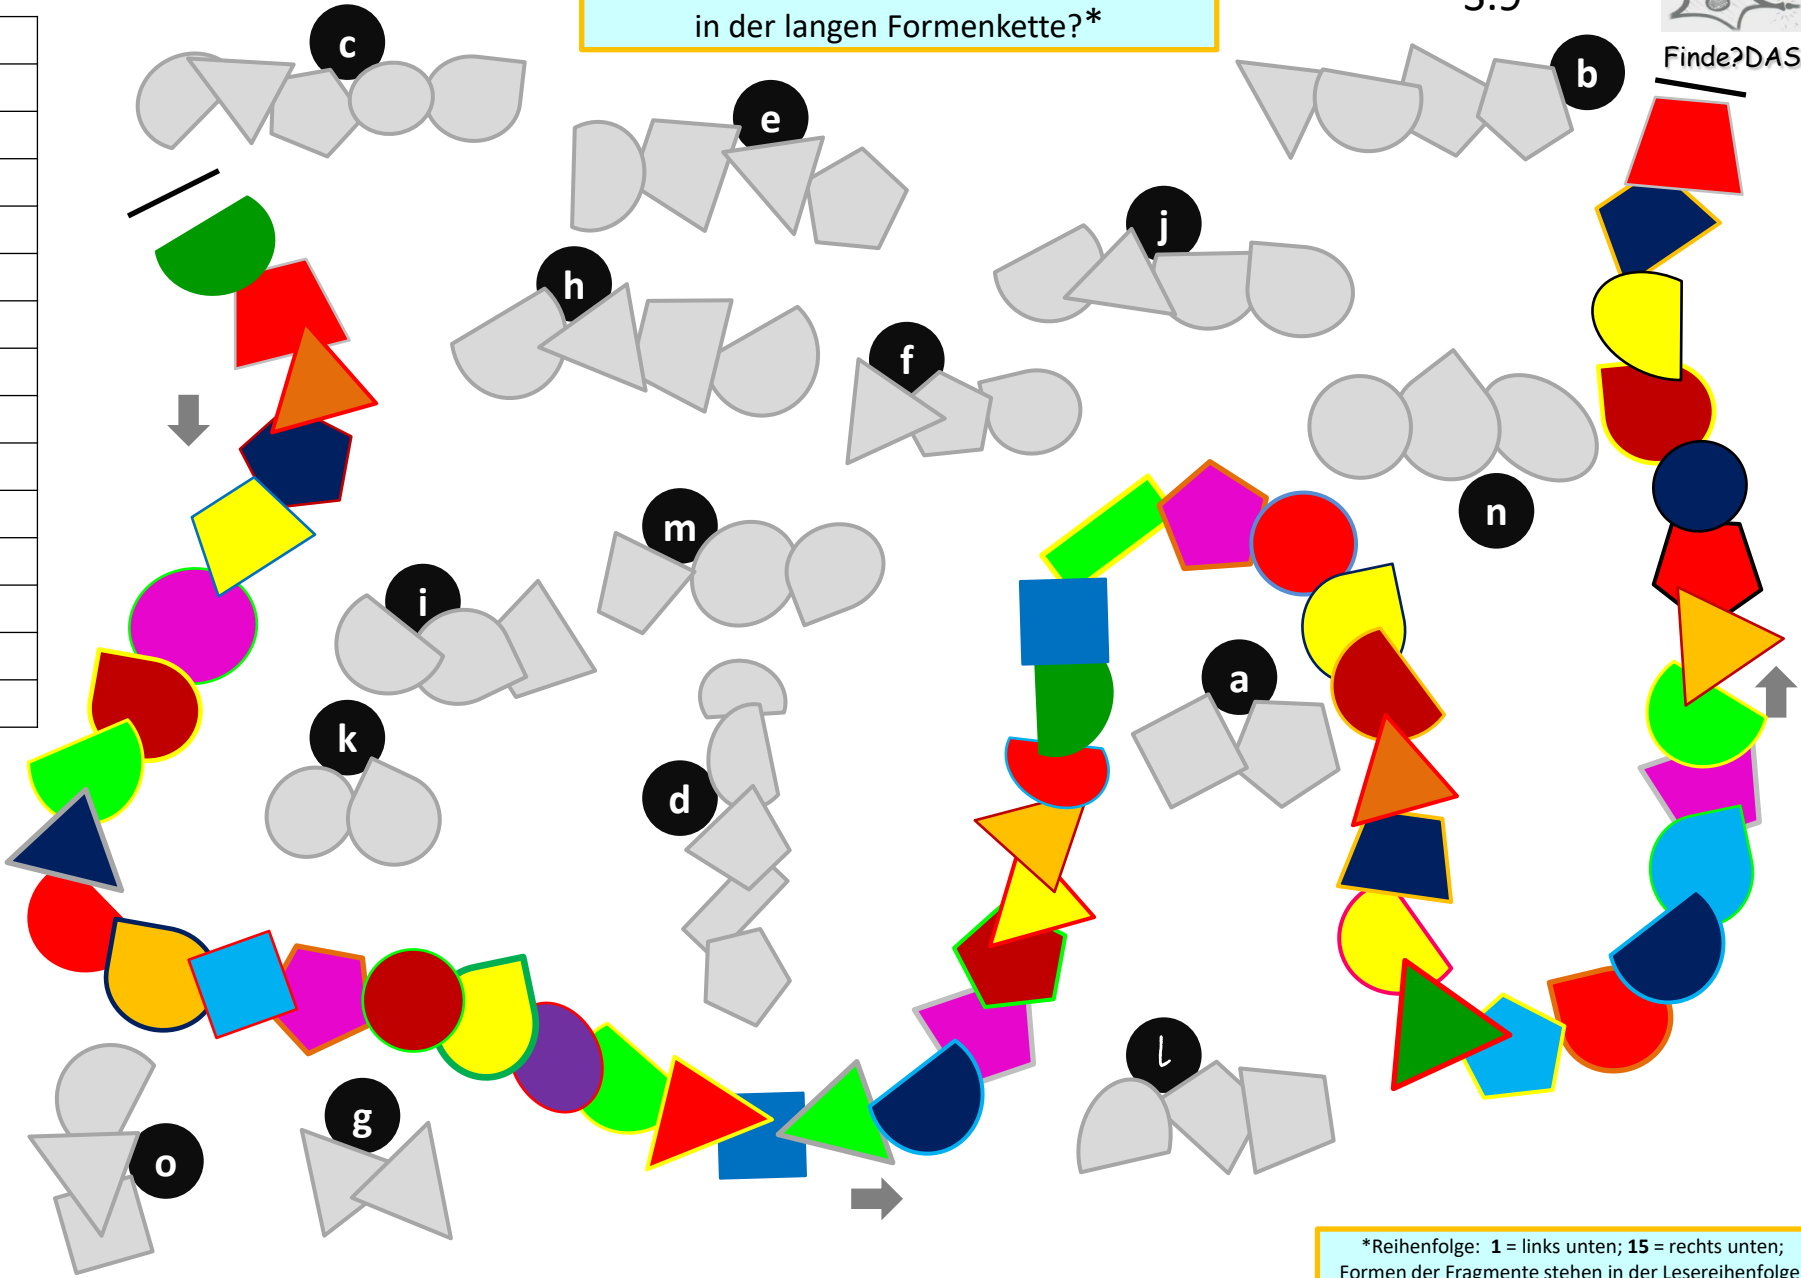 in der langen Formenkette?*
Finde?DAS
c
b
e
j
h
f
n
m
i
a
k
d
l
g
o
*Reihenfolge: 1 = links unten; 15 = rechts unten;
Formen der Fragmente stehen in der Lesereihenfolge